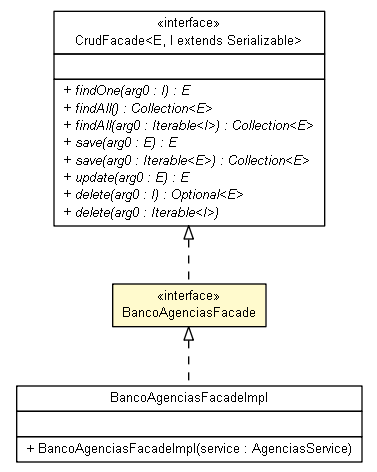 «interface»
CrudFacade<E, I extends Serializable>
+ findOne(arg0 : I) : E
+ findAll() : Collection<E>
+ findAll(arg0 : Iterable<I>) : Collection<E>
+ save(arg0 : E) : E
+ save(arg0 : Iterable<E>) : Collection<E>
+ update(arg0 : E) : E
+ delete(arg0 : I) : Optional<E>
+ delete(arg0 : Iterable<I>)
«interface»
BancoAgenciasFacade
BancoAgenciasFacadeImpl
+ BancoAgenciasFacadeImpl(service : AgenciasService)